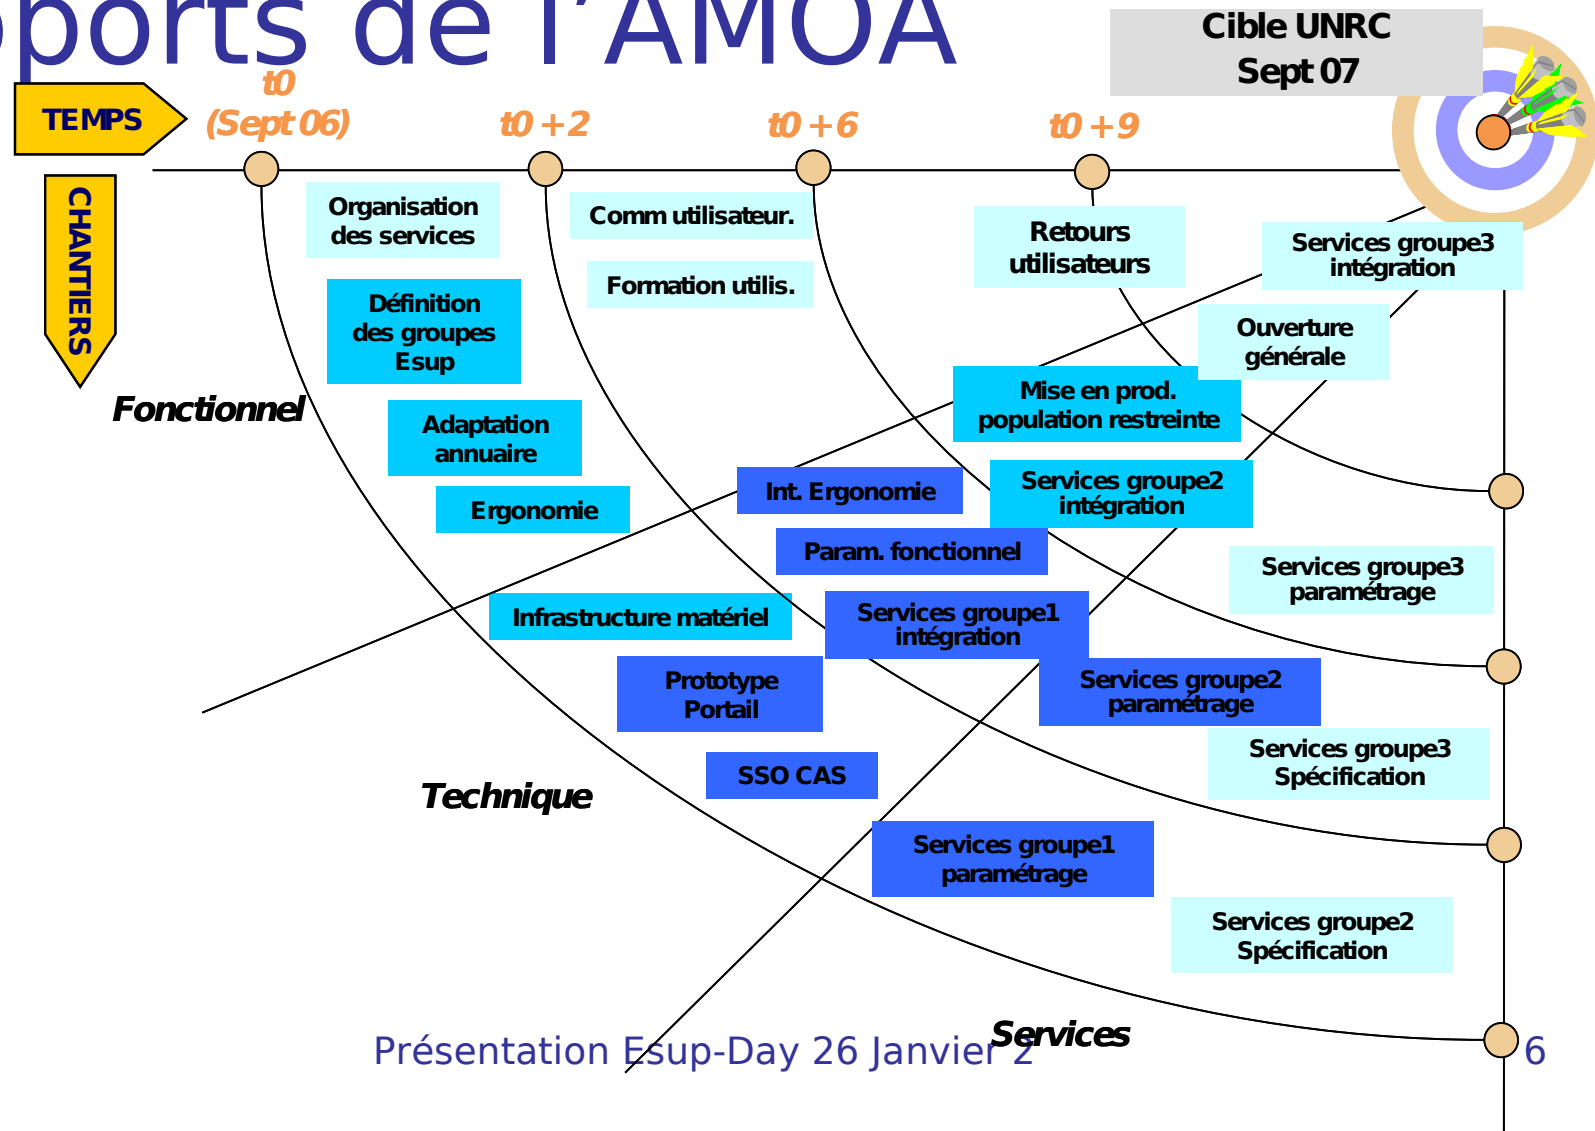 pports de l’AMOA
Cible UNRC
Sept 07
TEMPS
t0
(Sept 06)
t0 + 2
t0 + 6
t0 + 9
CHANTIERS
Organisation
des services
Comm utilisateur.
Retours
utilisateurs
Services groupe3
intégration
Formation utilis.
Définition
des groupes
Esup
Ouverture
générale
Fonctionnel
Mise en prod.
population restreinte
Adaptation
annuaire
Int. Ergonomie
Services groupe2
intégration
Ergonomie
Param. fonctionnel
Services groupe3
paramétrage
Infrastructure matériel
Services groupe1
intégration
Prototype
Portail
Services groupe2
paramétrage
Services groupe3
Spécification
SSO CAS
Technique
Services groupe1
paramétrage
Services groupe2
Spécification
Services
Présentation Esup-Day 26 Janvier 2
6